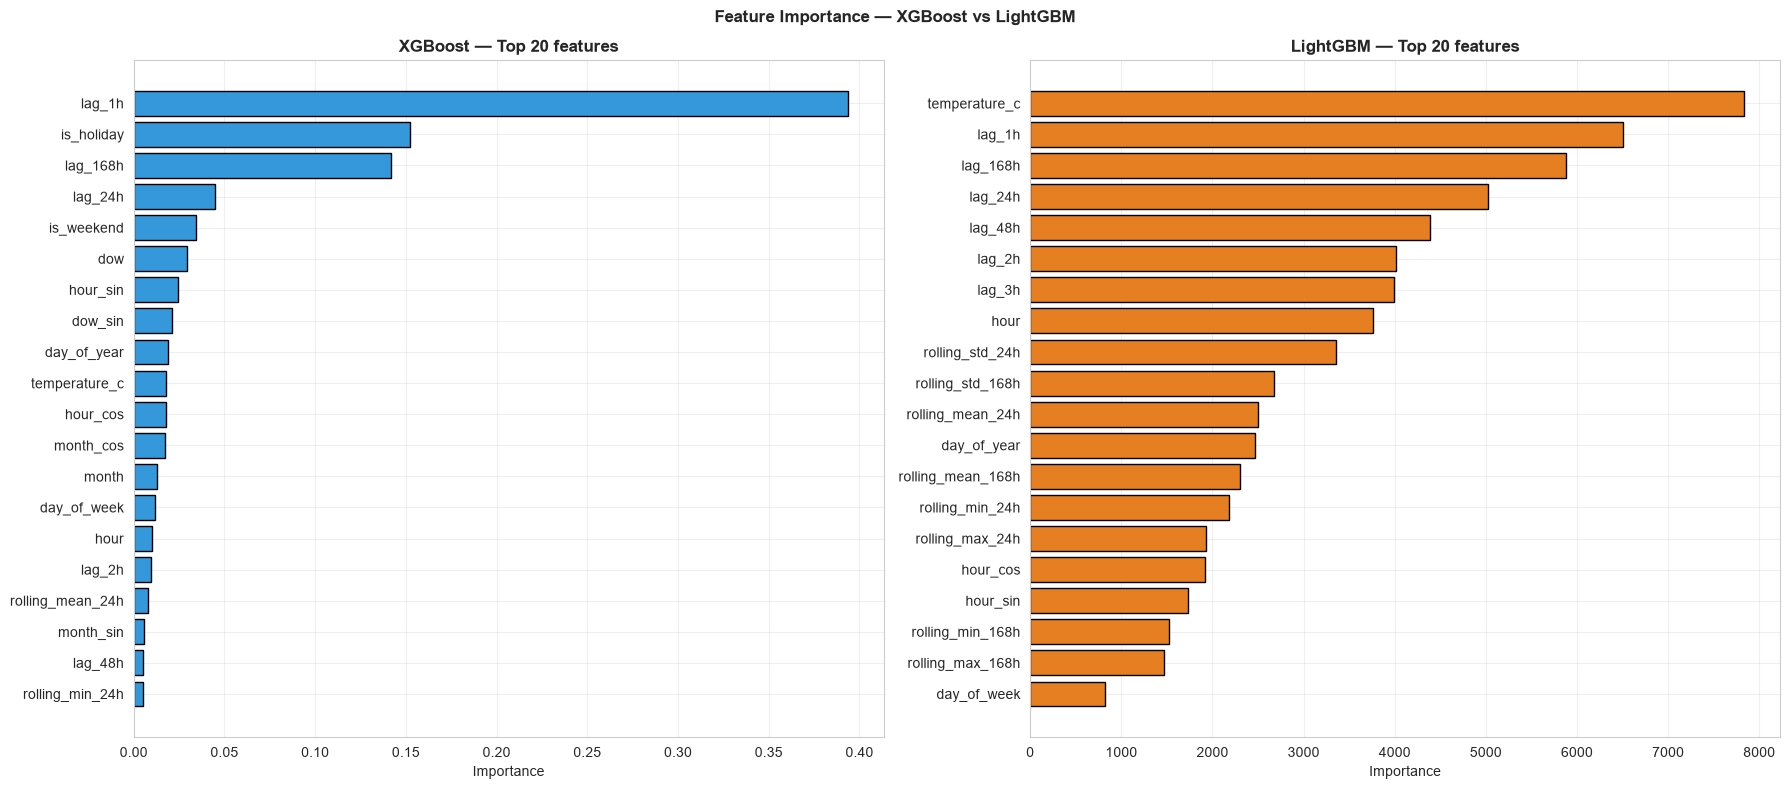 Feature Importance — XGBoost vs LightGBM
XGBoost — Top 20 features
lag_1h
is_holiday
lag_168h
lag_24h
is_weekend
dow
hour_sin
dow_sin
day_of_year
temperature_c
hour_cos
month_cos
month
day_of_week
hour
lag_2h
rolling_mean_24h
month_sin
lag_48h
rolling_min_24h
0.00 0.05 0.10 0.15 0.20 0.25 0.30 0.35 0.40
Importance
LightGBM — Top 20 features
temperature_c
lag_1h
lag_168h
lag_24h
lag_48h
lag_2h
lag_3h
hour
rolling_std_24h
rolling_std_168h
rolling_mean_24h
day_of_year
rolling_mean_168h
rolling_min_24h
rolling_max_24h
hour_cos
hour_sin
rolling_min_168h
rolling_max_168h
day_of_week
0 1000 2000 3000 4000 5000 6000 7000 8000
Importance